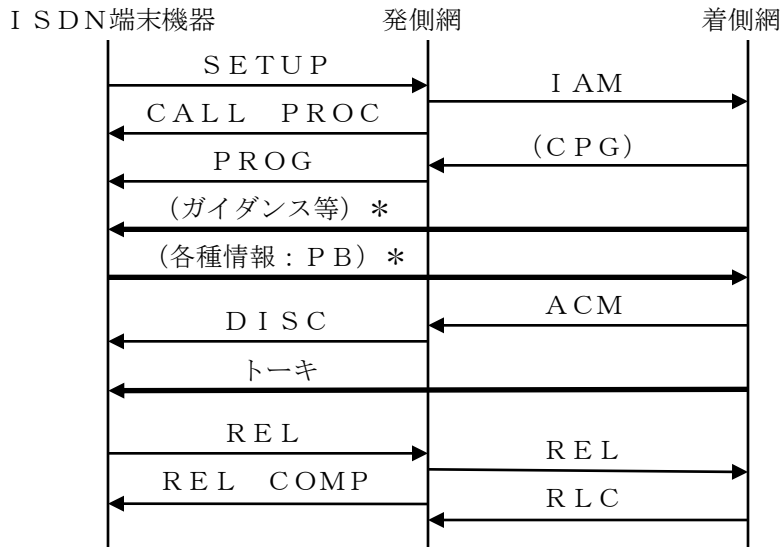 ＩＳＤＮ端末機器 発側網 着側網
ＳＥＴＵＰ
ＩＡＭ
ＣＡＬＬ　ＰＲＯＣ
（ＣＰＧ）
ＰＲＯＧ
（ガイダンス等）＊
（各種情報：ＰＢ）＊
ＡＣＭ
ＤＩＳＣ
トーキ
ＲＥＬ
ＲＥＬ
ＲＥＬ　ＣＯＭＰ
ＲＬＣ